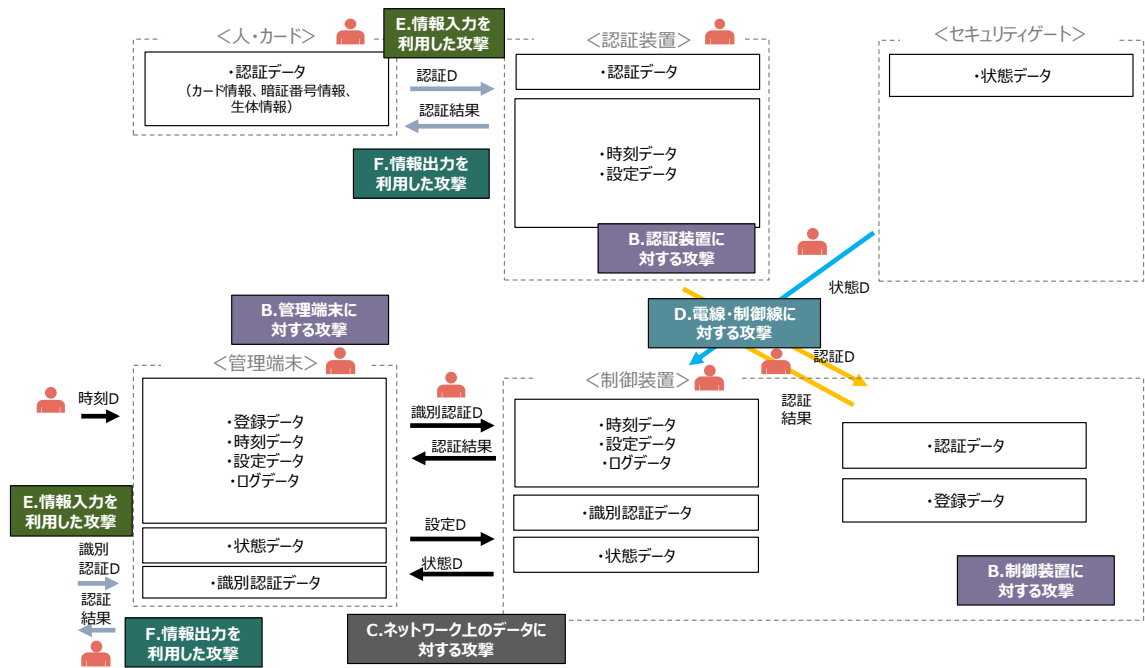 E.情報入力を
利用した攻撃
＜人・カード＞
＜認証装置＞
＜セキュリティゲート＞
・認証データ
（カード情報、暗証番号情報、
生体情報）
認証D
認証結果
・認証データ
・状態データ
・時刻データ
・設定データ
F.情報出力を
利用した攻撃
B.認証装置に
対する攻撃
状態D
B.管理端末に
対する攻撃
D.電線・制御線に
対する攻撃
認証D
認証
結果
＜管理端末＞
＜制御装置＞
時刻D
・登録データ
・時刻データ
・設定データ
・ログデータ
識別認証D
認証結果
・時刻データ
・設定データ
・ログデータ
・認証データ
・登録データ
E.情報入力を
利用した攻撃
・識別認証データ
設定D
・状態データ
・状態データ
状態D
識別
認証D
・識別認証データ
認証
結果
B.制御装置に
対する攻撃
F.情報出力を
利用した攻撃
C.ネットワーク上のデータに
対する攻撃